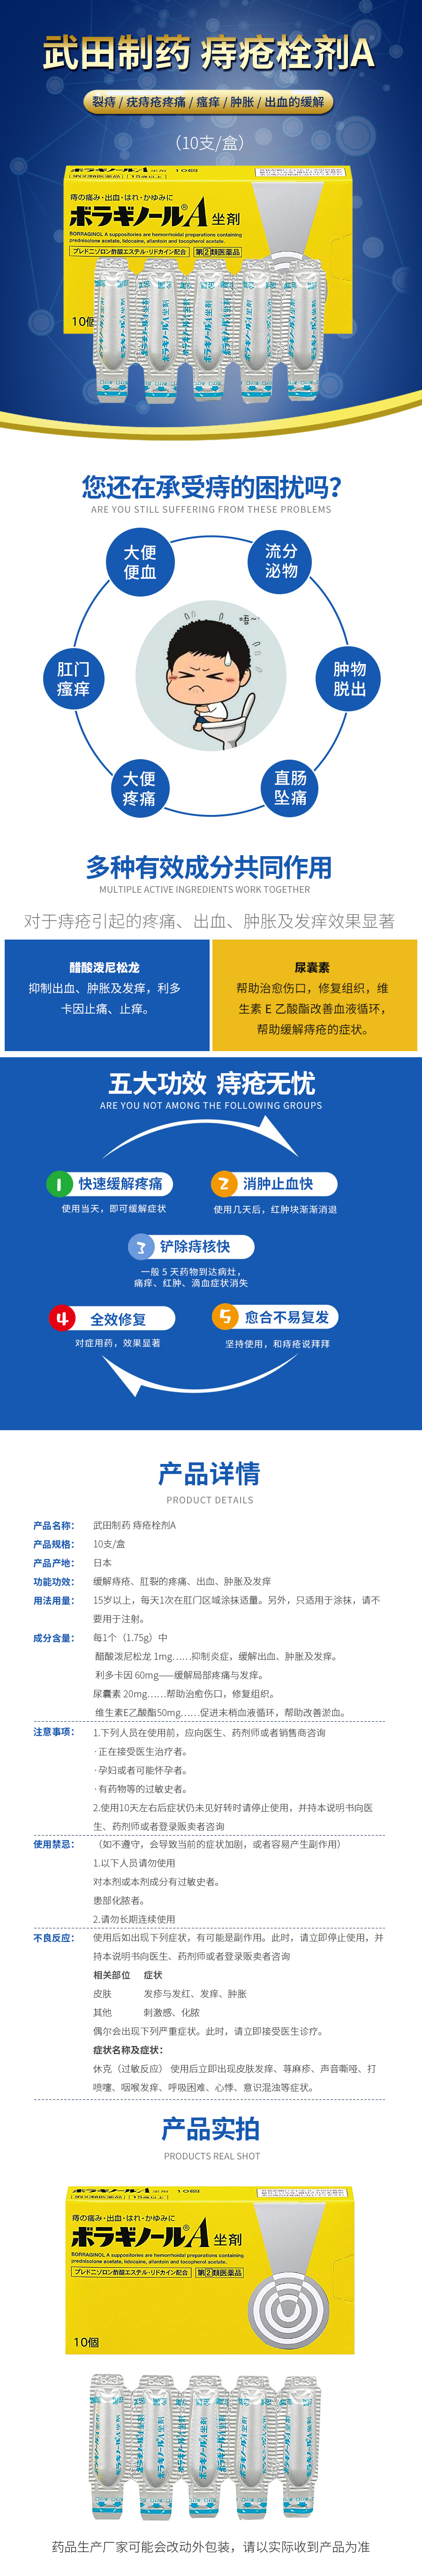 武田制药 痔疮栓剂A
裂痔 / 疣痔疮疼痛 / 瘙痒 / 肿胀 / 出血的缓解
（10支/盒）
10個
第②類医薬品
15歳以上
痔の痛み・出血・はれ・かゆみに
ボラギノール®A坐剤
BORRAGINOL A suppositories are hemorrhoidal preparations containing
prednisolone acetate, lidocaine, allantoin and tocopherol acetate.
プレドニゾロン酢酸エステル・リドカイン配合 第②類医薬品
10個
您还在承受痔的困扰吗？
ARE YOU STILL SUFFERING FROM THESE PROBLEMS
大便
便血
流分
泌物
唔~
肛门
瘙痒
肿物
脱出
大便
疼痛
直肠
坠痛
多种有效成分共同作用
MULTIPLE ACTIVE INGREDIENTS WORK TOGETHER
对于痔疮引起的疼痛、出血、肿胀及发痒效果显著
醋酸泼尼松龙
抑制出血、肿胀及发痒，利多
卡因止痛、止痒。
尿囊素
帮助治愈伤口，修复组织，维
生素 E 乙酸酯改善血液循环，
帮助缓解痔疮的症状。
五大功效 痔疮无忧
ARE YOU NOT AMONG THE FOLLOWING GROUPS
1 快速缓解疼痛
使用当天，即可缓解症状
2 消肿止血快
使用几天后，红肿块渐渐消退
3 铲除痔核快
一般 5 天药物到达病灶，
痛痒、红肿、滴血症状消失
4 全效修复
对症用药，效果显著
5 愈合不易复发
坚持使用，和痔疮说拜拜
产品详情
PRODUCT DETAILS
产品名称： 武田制药 痔疮栓剂A
产品规格： 10支/盒
产品产地： 日本
功能功效： 缓解痔疮、肛裂的疼痛、出血、肿胀及发痒
用法用量： 15岁以上，每天1次在肛门区域涂抹适量。另外，只适用于涂抹，请不
要用于注射。
成分含量： 每1个（1.75g）中
醋酸泼尼松龙 1mg……抑制炎症，缓解出血、肿胀及发痒。
利多卡因 60mg——缓解局部疼痛与发痒。
尿囊素 20mg……帮助治愈伤口，修复组织。
维生素E乙酸酯50mg……促进末梢血液循环，帮助改善淤血。
注意事项： 1.下列人员在使用前，应向医生、药剂师或者销售商咨询
·正在接受医生治疗者。
·孕妇或者可能怀孕者。
·有药物等的过敏史者。
2.使用10天左右后症状仍未见好转时请停止使用，并持本说明书向医
生、药剂师或者登录贩卖者咨询
使用禁忌： （如不遵守，会导致当前的症状加剧，或者容易产生副作用）
1.以下人员请勿使用
对本剂或本剂成分有过敏史者。
患部化脓者。
2.请勿长期连续使用
不良反应： 使用后如出现下列症状，有可能是副作用。此时，请立即停止使用，并
持本说明书向医生、药剂师或者登录贩卖者咨询
相关部位 症状
皮肤 发疹与发红、发痒、肿胀
其他 刺激感、化脓
偶尔会出现下列严重症状。此时，请立即接受医生诊疗。
症状名称及症状：
休克（过敏反应） 使用后立即出现皮肤发痒、荨麻疹、声音嘶哑、打
喷嚏、咽喉发痒、呼吸困难、心悸、意识混浊等症状。
产品实拍
PRODUCTS REAL SHOT
痔の痛み・出血・はれ・かゆみに
ボラギノール®A坐剤
BORRAGINOL A suppositories are hemorrhoidal preparations containing
prednisolone acetate, lidocaine, allantoin and tocopherol acetate.
プレドニゾロン酢酸エステル・リドカイン配合 第②類医薬品
10個
药品生产厂家可能会改动外包装，请以实际收到产品为准